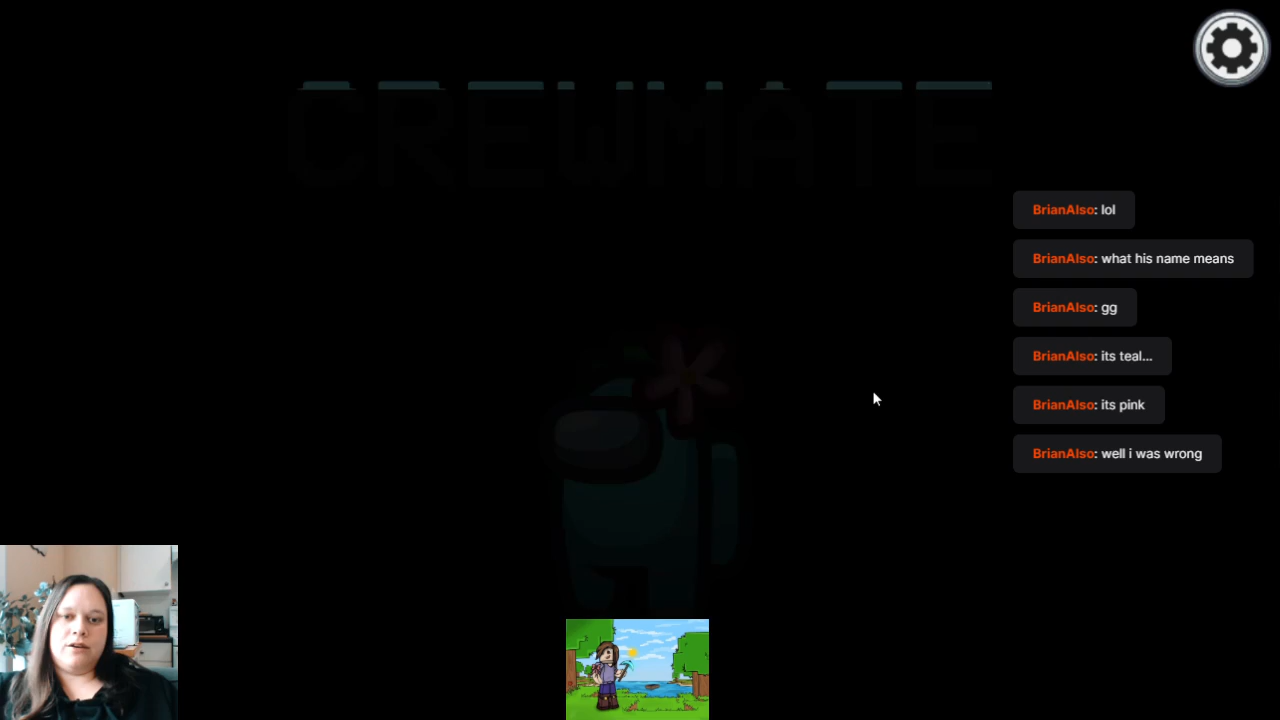 CREWMATE
BrianAlso: lol
BrianAlso: what his name means
BrianAlso: gg
BrianAlso: its teal...
BrianAlso: its pink
BrianAlso: well i was wrong